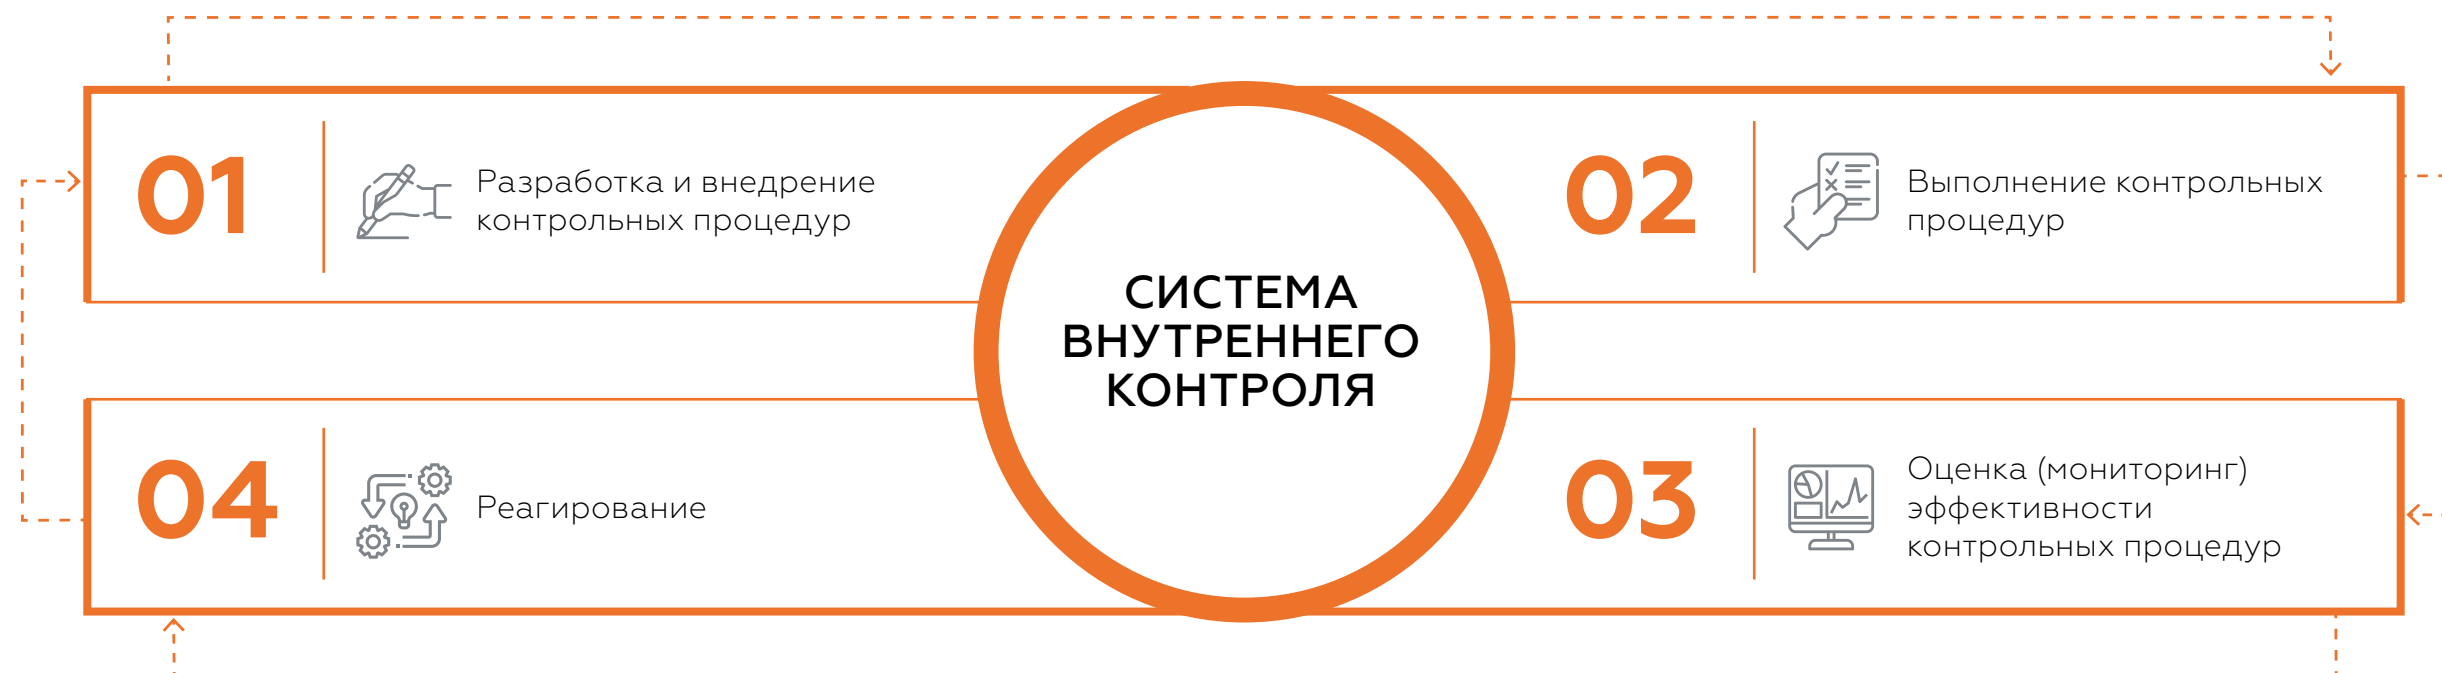 01
Разработка и внедрение
контрольных процедур
02
Выполнение контрольных
процедур
СИСТЕМА
ВНУТРЕННЕГО
КОНТРОЛЯ
04
Реагирование
03
Оценка (мониторинг)
эффективности
контрольных процедур